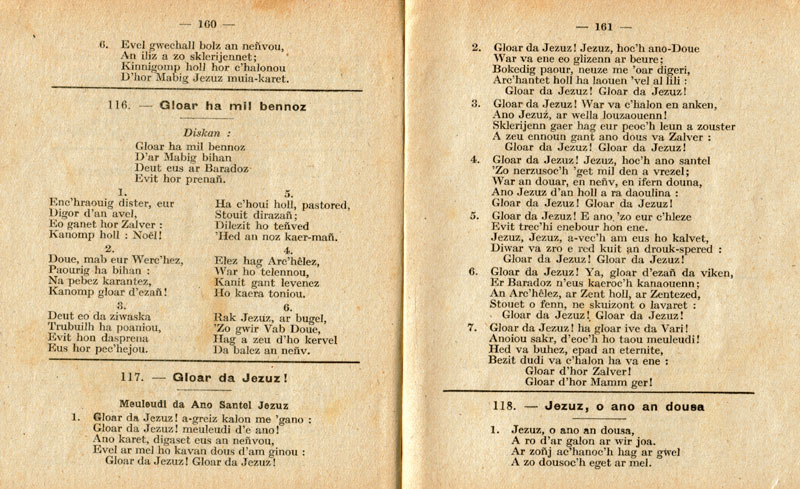 — 160 —
6. Evel gwechall bolz an neñvou,
An iliz a zo sklerijennet;
Kinnigomp holl hor c'halonou
D'hor Mabig Jezuz muia-karet.
116. — Gloar ha mil bennoz
Diskan :
Gloar ha mil bennoz
D'ar Mabig bihan
Deut eus ar Baradoz
Evit hor prenañ.
1.
Enc'hraouig dister, eur
Digor d'an avel,
Eo ganet hor Zalver :
Kanomp holl : Noël!
2.
Doue, mab eur Werc'hez,
Paourig ha bihan :
Na pebez karantez,
Kanomp gloar d'ezañ!
3.
Deut eo da ziwaska
Trubuilh ha poaniou,
Evit hon dasprena
Eus hor pec'hejou.
5.
Ha c'houi holl, pastored,
Stouit dirazañ;
Dilezit ho teñved
'Hed an noz kaer-mañ.
4.
Elez hag Arc'hêlez,
War ho telennou,
Kanit gant levenez
Ho kaera toniou.
6.
Rak Jezuz, ar bugel,
'Zo gwir Vab Doue,
Hag a zeu d'ho kervel
Da balez an neñv.
117. — Gloar da Jezuz!
Meuleudi da Ano Santel Jezuz
1. Gloar da Jezuz! a-greiz kalon me 'gano :
Gloar da Jezuz! meuleudi d'e ano!
Ano karet, digaset eus an neñvou,
Evel ar mel ho kavan dous d'am ginou :
Gloar da Jezuz! Gloar da Jezuz!
— 161 —
2. Gloar da Jezuz! Jezuz, hoc'h ano-Doue
War va ene eo glizenn ar beure;
Bokedig paour, neuze me 'oar digeri,
Arc'hantet holl ha laouen 'vel al lili :
Gloar da Jezuz! Gloar da Jezuz!
3. Gloar da Jezuz! War va c'halon en anken,
Ano Jezuz, ar wella louzaouenn!
Sklerijenn gaer hag eur peoc'h leun a zouster
A zeu ennoun gant ano dous va Zalver :
Gloar da Jezuz! Gloar da Jezuz!
4. Gloar da Jezuz! Jezuz, hoc'h ano santel
'Zo nerzusoc'h 'get mil den a vrezel;
War an douar, en neñv, en ifern douna,
Ano Jezuz d'an holl a ra daoulina :
Gloar da Jezuz! Gloar da Jezuz!
5. Gloar da Jezuz! E ano 'zo eur c'hleze
Evit trec'hi enebour hon ene.
Jezuz, Jezuz, a-vec'h am eus ho kalvet,
Diwar va zro e red kuit an drouk-spered :
Gloar da Jezuz! Gloar da Jezuz!
6. Gloar da Jezuz! Ya, gloar d'ezañ da viken,
Er Baradoz n'eus kaeroc'h kanaouenn;
An Arc'hêlez, ar Zent holl, ar Zentezed,
Stouet o fenn, ne skuizont o lavaret :
Gloar da Jezuz! Gloar da Jezuz!
7. Gloar da Jezuz! ha gloar ive da Vari!
Anoiou sakr, d'eoc'h ho taou meuleudi!
Hed va buhez, epad an eternite,
Bezit dudi va c'halon ha va ene :
Gloar d'hor Zalver!
Gloar d'hor Mamm ger!
118. — Jezuz, o ano an dousa
1. Jezuz, o ano an dousa,
A ro d'ar galon ar wir joa.
Ar zoñj ac'hanoc'h hag ar gwel
A zo dousoc'h eget ar mel.